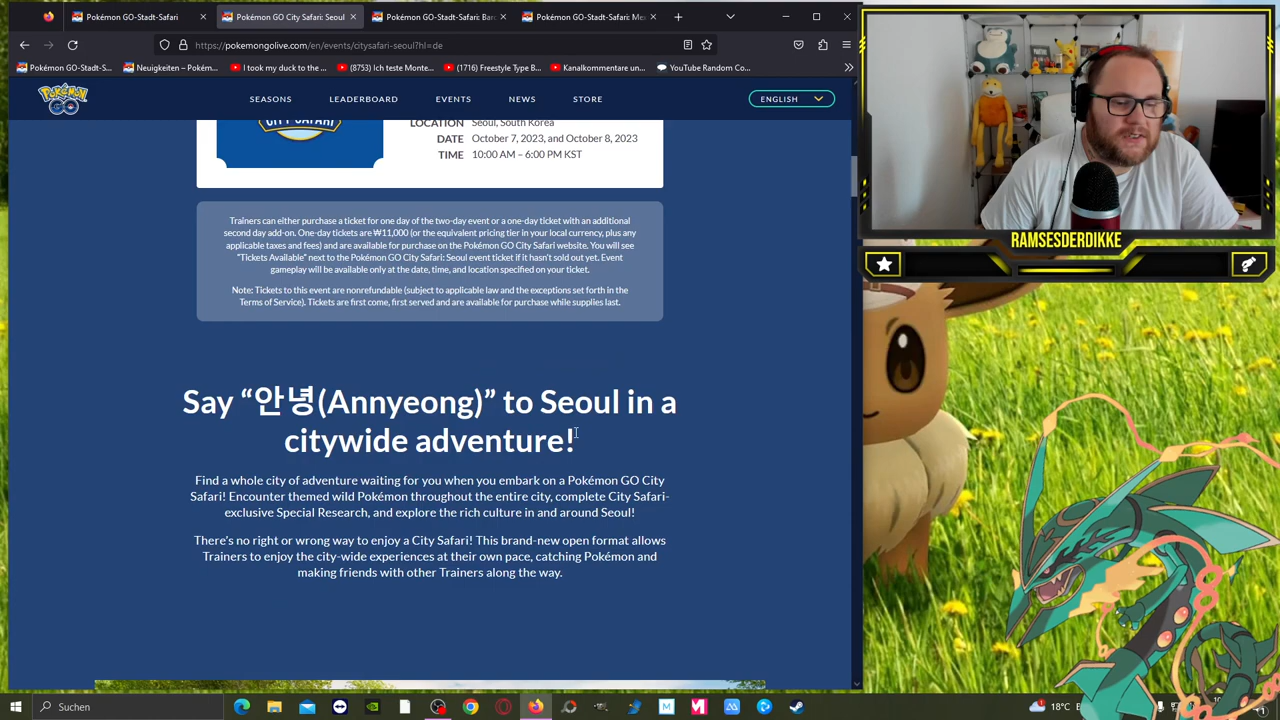 Pokémon GO-Stadt-Safari
Pokémon GO City Safari: Seoul
Pokémon GO-Stadt-Safari: Barc
Pokémon GO-Stadt-Safari: Mex
https://pokemongolive.com/en/events/citysafari-seoul?hl=de
Pokémon GO-Stadt-S...
Neuigkeiten – Pokém...
I took my duck to the ...
(8753) Ich teste Monte...
(1716) Freestyle Type B...
Kanalkommentare un...
YouTube Random Co...
Pokémon GO
SEASONS
LEADERBOARD
EVENTS
NEWS
STORE
ENGLISH
CITY SAFARI
LOCATION Seoul, South Korea
DATE October 7, 2023, and October 8, 2023
TIME 10:00 AM – 6:00 PM KST
Trainers can either purchase a ticket for one day of the two-day event or a one-day ticket with an additional
second day add-on. One-day tickets are ₩11,000 (or the equivalent pricing tier in your local currency, plus any
applicable taxes and fees) and are available for purchase on the Pokémon GO City Safari website. You will see
"Tickets Available" next to the Pokémon GO City Safari: Seoul event ticket if it hasn't sold out yet. Event
gameplay will be available only at the date, time, and location specified on your ticket.
Note: Tickets to this event are nonrefundable (subject to applicable law and the exceptions set forth in the
Terms of Service). Tickets are first come, first served and are available for purchase while supplies last.
Say “안녕(Annyeong)” to Seoul in a
citywide adventure!
Find a whole city of adventure waiting for you when you embark on a Pokémon GO City
Safari! Encounter themed wild Pokémon throughout the entire city, complete City Safari-
exclusive Special Research, and explore the rich culture in and around Seoul!
There's no right or wrong way to enjoy a City Safari! This brand-new open format allows
Trainers to enjoy the city-wide experiences at their own pace, catching Pokémon and
making friends with other Trainers along the way.
RAMSESDERDIKKE
Suchen
18°C